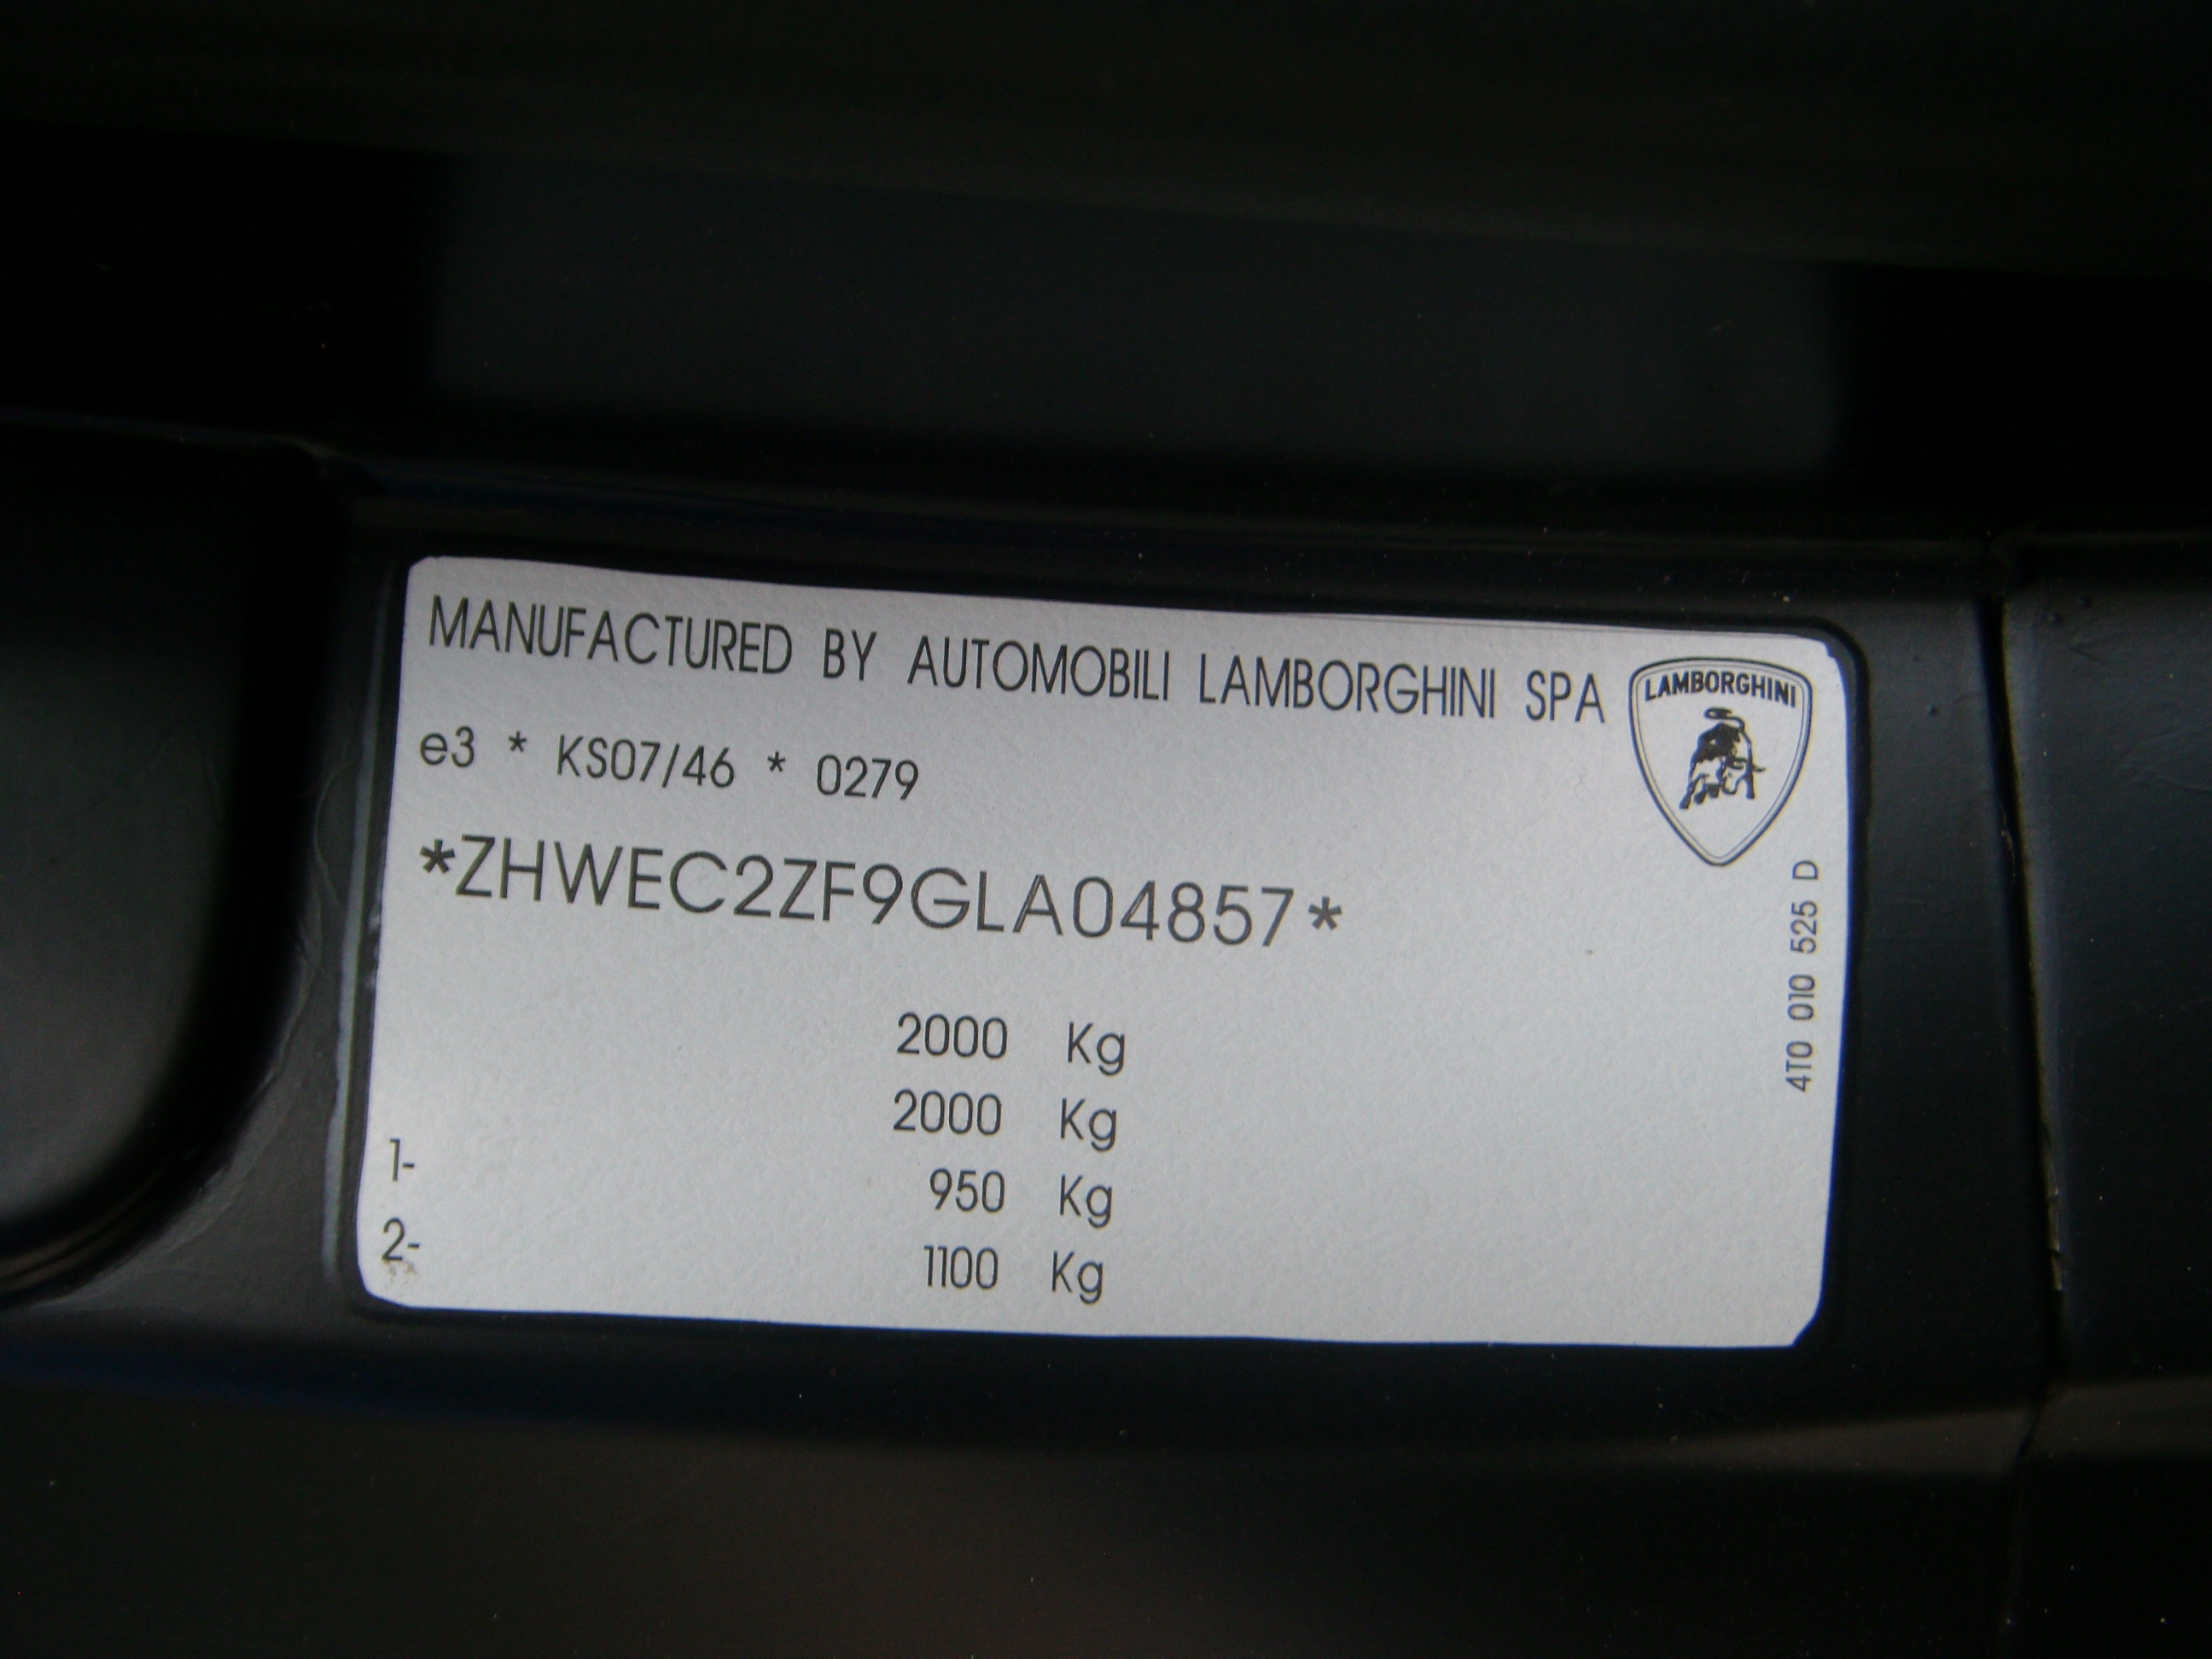 MANUFACTURED BY AUTOMOBILI LAMBORGHINI SPA
LAMBORGHINI
e3 * KS07/46 * 0279
*ZHWEC2ZF9GLA04857*
4T0 010 525 D
2000 Kg
2000 Kg
1- 950 Kg
2- 1100 Kg